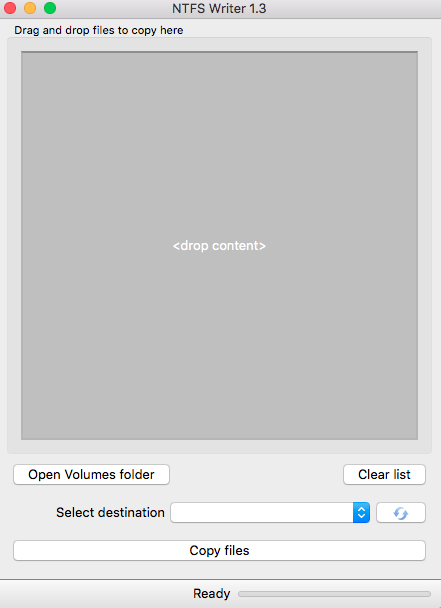 NTFS Writer 1.3
Drag and drop files to copy here
<drop content>
Open Volumes folder
Clear list
Select destination
Copy files
Ready